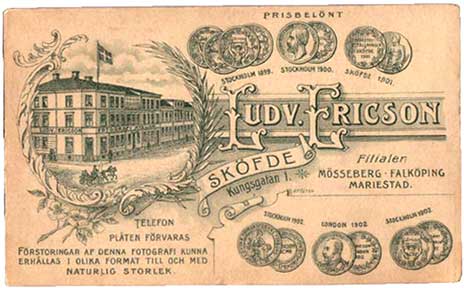 PRISBELÖNT
STOCKHOLM 1899. STOCKHOLM 1900. SKÖFDE 1901.
LUDV. ERICSON
SKÖFDE
Kungsgatan 1.
Filialer
MÖSSEBERG · FALKÖPING
MARIESTAD.
TELEFON
PLÅTEN FÖRVARAS
FÖRSTORINGAR AF DENNA FOTOGRAFI KUNNA
ERHÅLLAS I OLIKA FORMAT TILL OCH MED
NATURLIG STORLEK.
STOCKHOLM 1902. LONDON 1902. STOCKHOLM 1902.